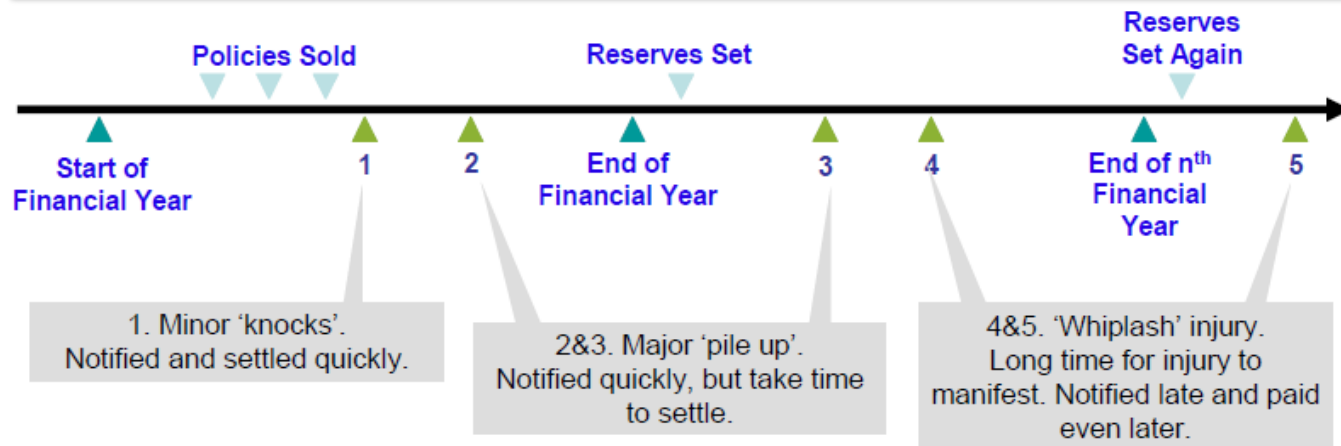 Policies Sold
Reserves Set
Reserves
Set Again
Start of
Financial Year
1
2
End of
Financial Year
3
4
End of nth
Financial
Year
5
1. Minor ‘knocks’.
Notified and settled quickly.
2&3. Major ‘pile up’.
Notified quickly, but take time
to settle.
4&5. ‘Whiplash’ injury.
Long time for injury to
manifest. Notified late and paid
even later.